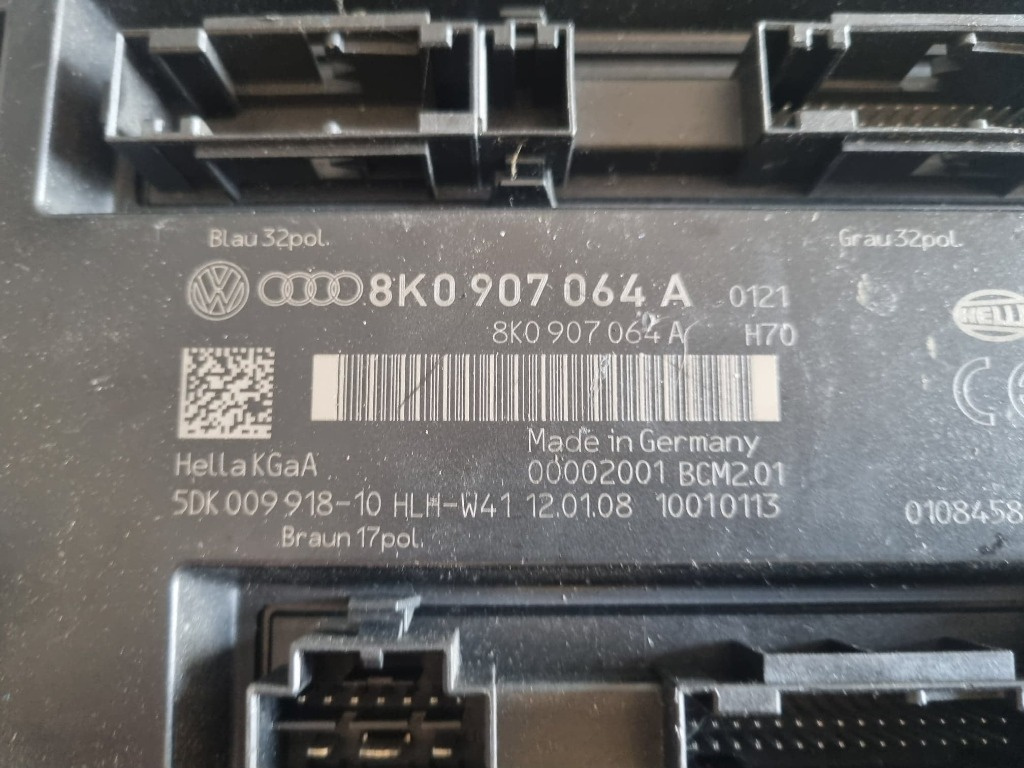 Blau 32pol.
Grau 32pol.
8K0 907 064 A 0121
8K0 907 064 A H70
HELLA
Made in Germany
Hella KGaA
00002001 BCM2.01
5DK 009 918-10 HLH-W41 12.01.08 10010113
0108458
Braun 17pol.